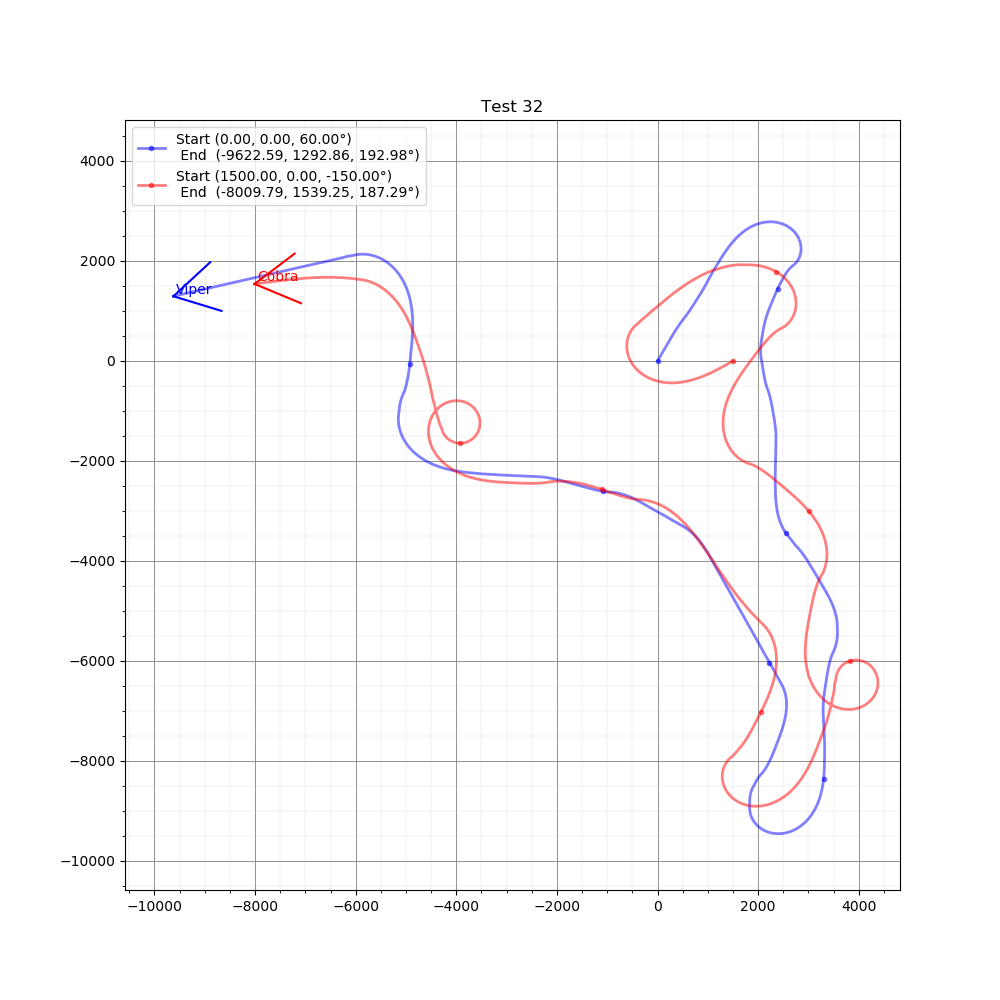 Test 32
Start (0.00, 0.00, 60.00°)
End (-9622.59, 1292.86, 192.98°)
Start (1500.00, 0.00, -150.00°)
End (-8009.79, 1539.25, 187.29°)
4000
2000
0
−2000
−4000
−6000
−8000
−10000
Cobra
Viper
−10000 −8000 −6000 −4000 −2000 0 2000 4000